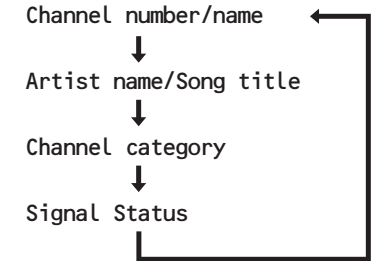 Channel number/name
Artist name/Song title
Channel category
Signal Status